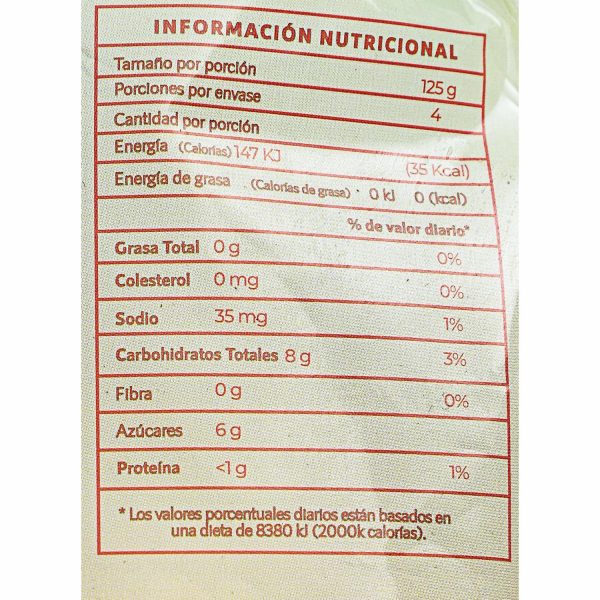 INFORMACIÓN NUTRICIONAL
Tamaño por porción 125 g
Porciones por envase 4
Cantidad por porción
Energía (Calorías) 147 KJ (35 Kcal)
Energía de grasa (Calorías de grasa) 0 kJ 0 (kcal)
% de valor diario*
Grasa Total 0 g 0%
Colesterol 0 mg 0%
Sodio 35 mg 1%
Carbohidratos Totales 8 g 3%
Fibra 0 g 0%
Azúcares 6 g
Proteína <1 g 1%
* Los valores porcentuales diarios están basados en
una dieta de 8380 kJ (2000k calorías).